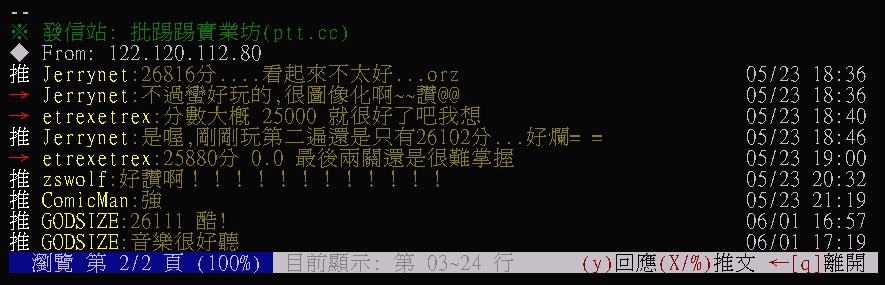 --
※ 發信站: 批踢踢實業坊(ptt.cc)
◆ From: 122.120.112.80
推 Jerrynet:26816分....看起來不太好...orz 05/23 18:36
→ Jerrynet:不過蠻好玩的,很圖像化啊~~讚@@ 05/23 18:36
→ etrexetrex:分數大概 25000 就很好了吧我想 05/23 18:40
推 Jerrynet:是喔,剛剛玩第二遍還是只有26102分...好爛= = 05/23 18:46
→ etrexetrex:25880分 0.0 最後兩關還是很難掌握 05/23 19:00
推 zswolf:好讚啊！！！！！！！！！！！！ 05/23 20:32
推 ComicMan:強 05/23 21:19
推 GODSIZE:26111 酷! 06/01 16:57
推 GODSIZE:音樂很好聽 06/01 17:19
瀏覽 第 2/2 頁 (100%) 目前顯示: 第 03~24 行 (y)回應(X/%)推文 ←[q]離開